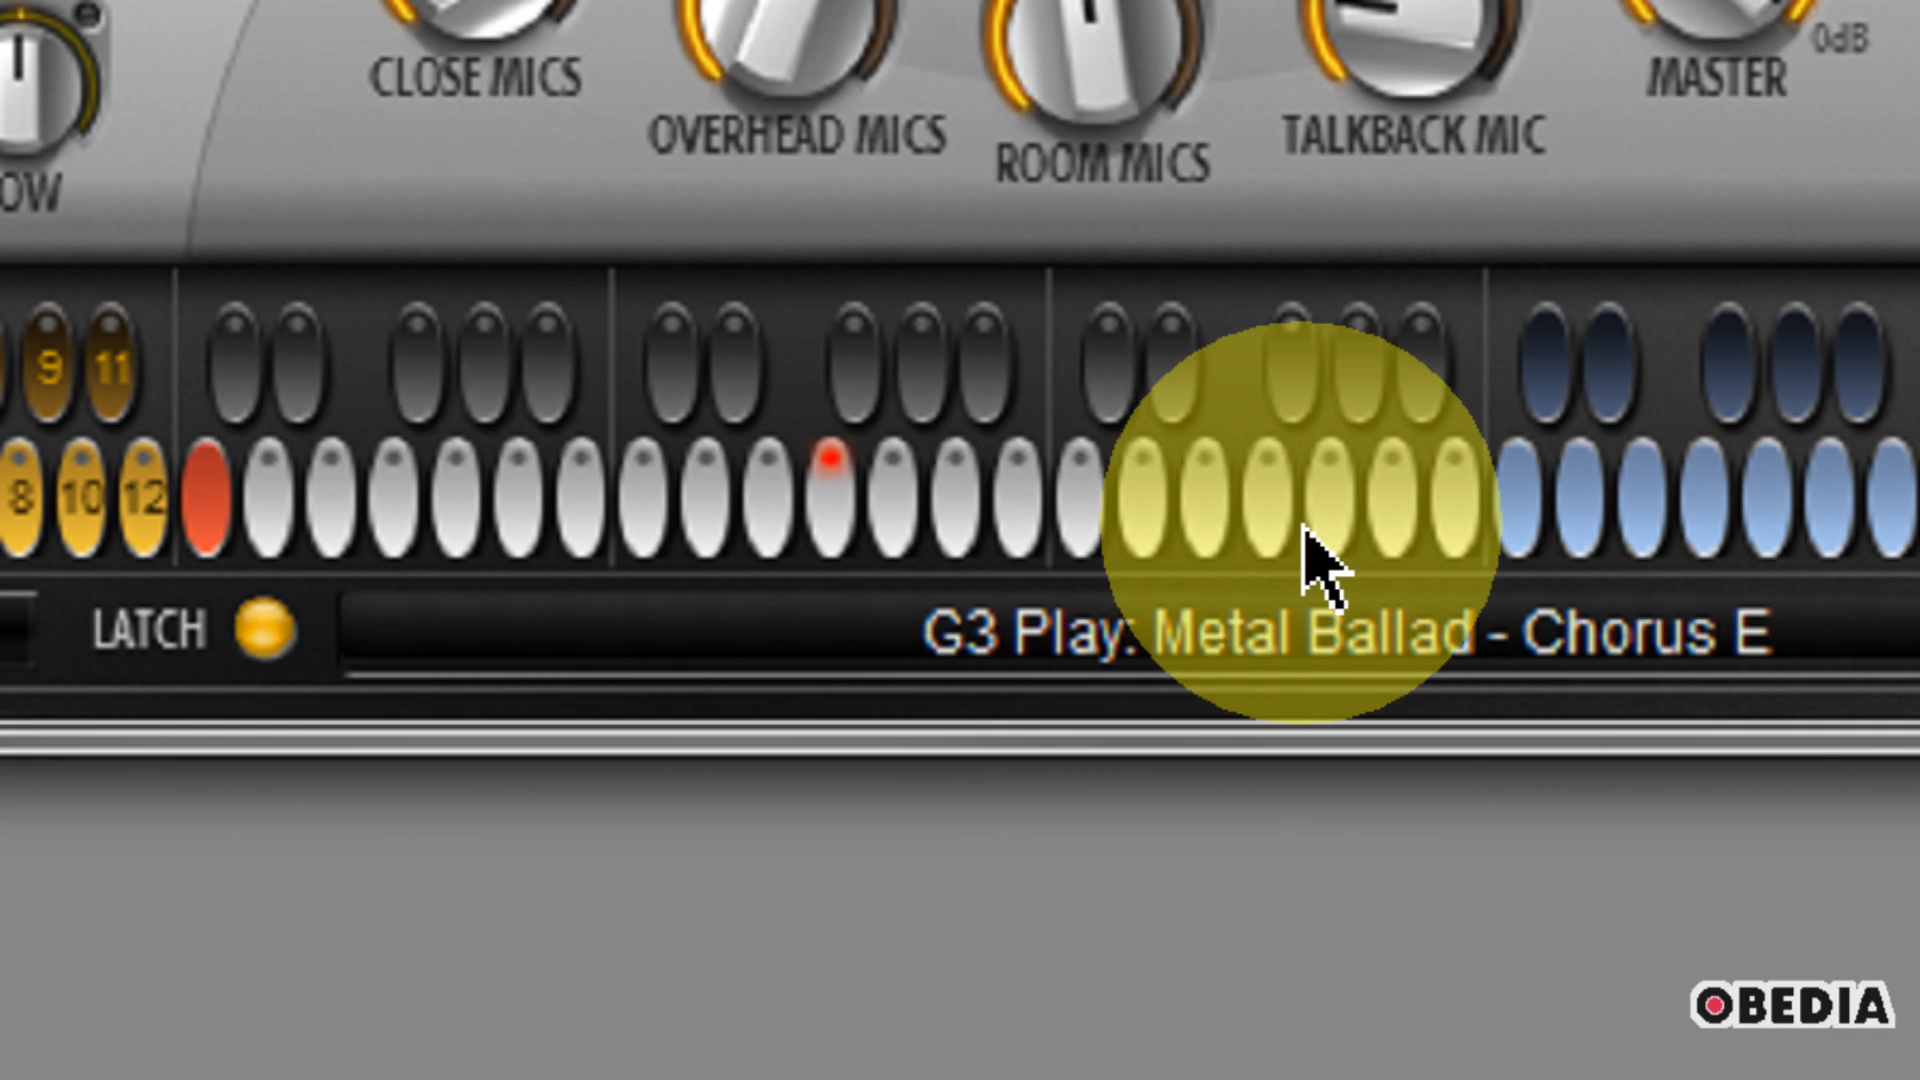 CLOSE MICS
OVERHEAD MICS
ROOM MICS
TALKBACK MIC
MASTER
0dB
OW
9
11
8
10
12
LATCH
G3 Play: Metal Ballad - Chorus E
OBEDIA